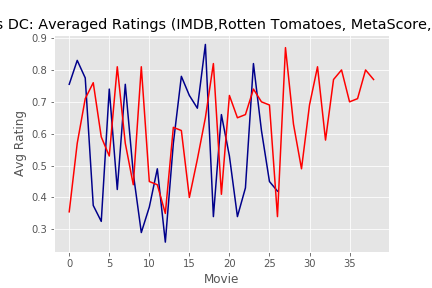 s DC: Averaged Ratings (IMDB,Rotten Tomatoes, MetaScore,
0.9
0.8
0.7
0.6
0.5
0.4
0.3
Avg Rating
0 5 10 15 20 25 30 35
Movie